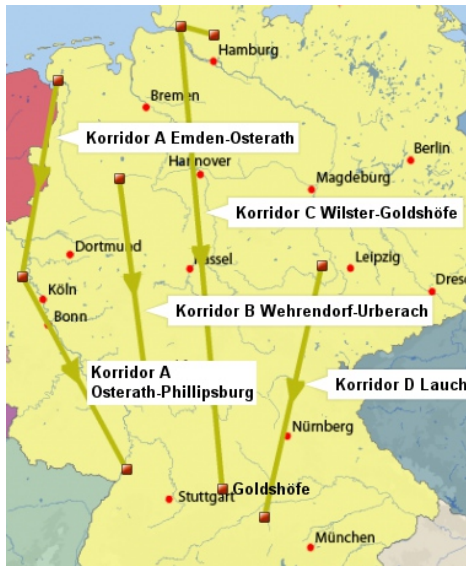 Hamburg
Bremen
Korridor A Emden-Osterath
Berlin
Hannover
Magdeburg
Korridor C Wilster-Goldshöfe
Dortmund
Kassel
Leipzig
Dresd
Köln
Korridor B Wehrendorf-Urberach
Bonn
Korridor A
Osterath-Phillipsburg
Korridor D Lauch
Nürnberg
Goldshöfe
Stuttgart
München